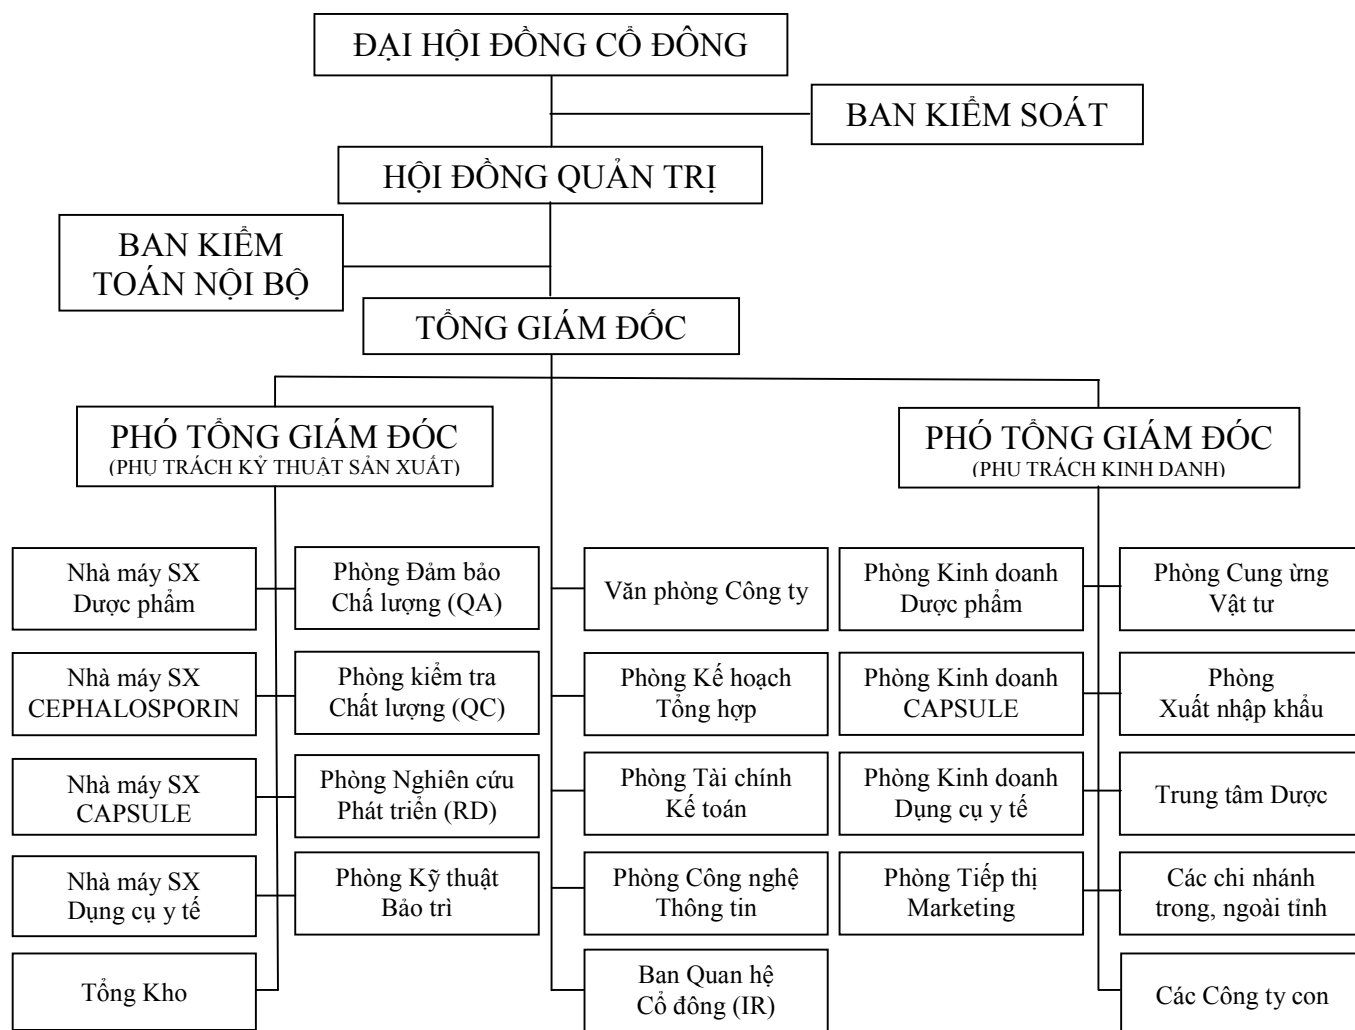 ĐẠI HỘI ĐỒNG CỔ ĐÔNG
BAN KIỂM SOÁT
HỘI ĐỒNG QUẢN TRỊ
BAN KIỂM
TOÁN NỘI BỘ
TỔNG GIÁM ĐỐC
PHÓ TỔNG GIÁM ĐÓC
(PHỤ TRÁCH KỶ THUẬT SẢN XUẤT)
PHÓ TỔNG GIÁM ĐÓC
(PHỤ TRÁCH KINH DANH)
Nhà máy SX
Dược phẩm
Phòng Đảm bảo
Chấ lượng (QA)
Văn phòng Công ty
Phòng Kinh doanh
Dược phẩm
Phòng Cung ừng
Vật tư
Nhà máy SX
CEPHALOSPORIN
Phòng kiểm tra
Chất lượng (QC)
Phòng Kế hoạch
Tổng hợp
Phòng Kinh doanh
CAPSULE
Phòng
Xuất nhập khẩu
Nhà máy SX
CAPSULE
Phòng Nghiên cứu
Phát triển (RD)
Phòng Tài chính
Kế toán
Phòng Kinh doanh
Dụng cụ y tế
Trung tâm Dược
Nhà máy SX
Dụng cụ y tế
Phòng Kỹ thuật
Bảo trì
Phòng Công nghệ
Thông tin
Phòng Tiếp thị
Marketing
Các chi nhánh
trong, ngoài tỉnh
Tổng Kho
Ban Quan hệ
Cổ đông (IR)
Các Công ty con